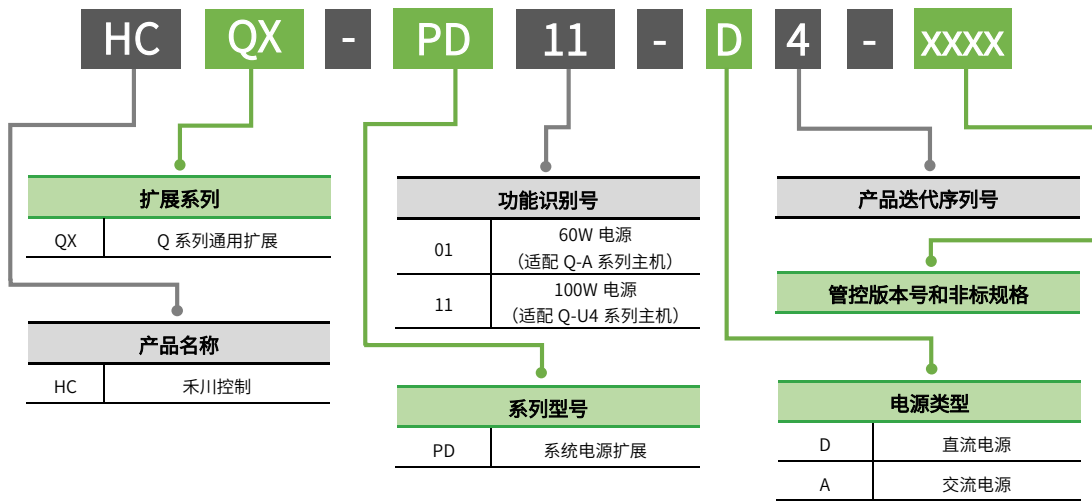 HC QX - PD 11 - D 4 - xxxx
扩展系列
QX Q 系列通用扩展
产品名称
HC 禾川控制
功能识别号
01 60W 电源
（适配 Q-A 系列主机）
11 100W 电源
（适配 Q-U4 系列主机）
系列型号
PD 系统电源扩展
产品迭代序列号
管控版本号和非标规格
电源类型
D 直流电源
A 交流电源